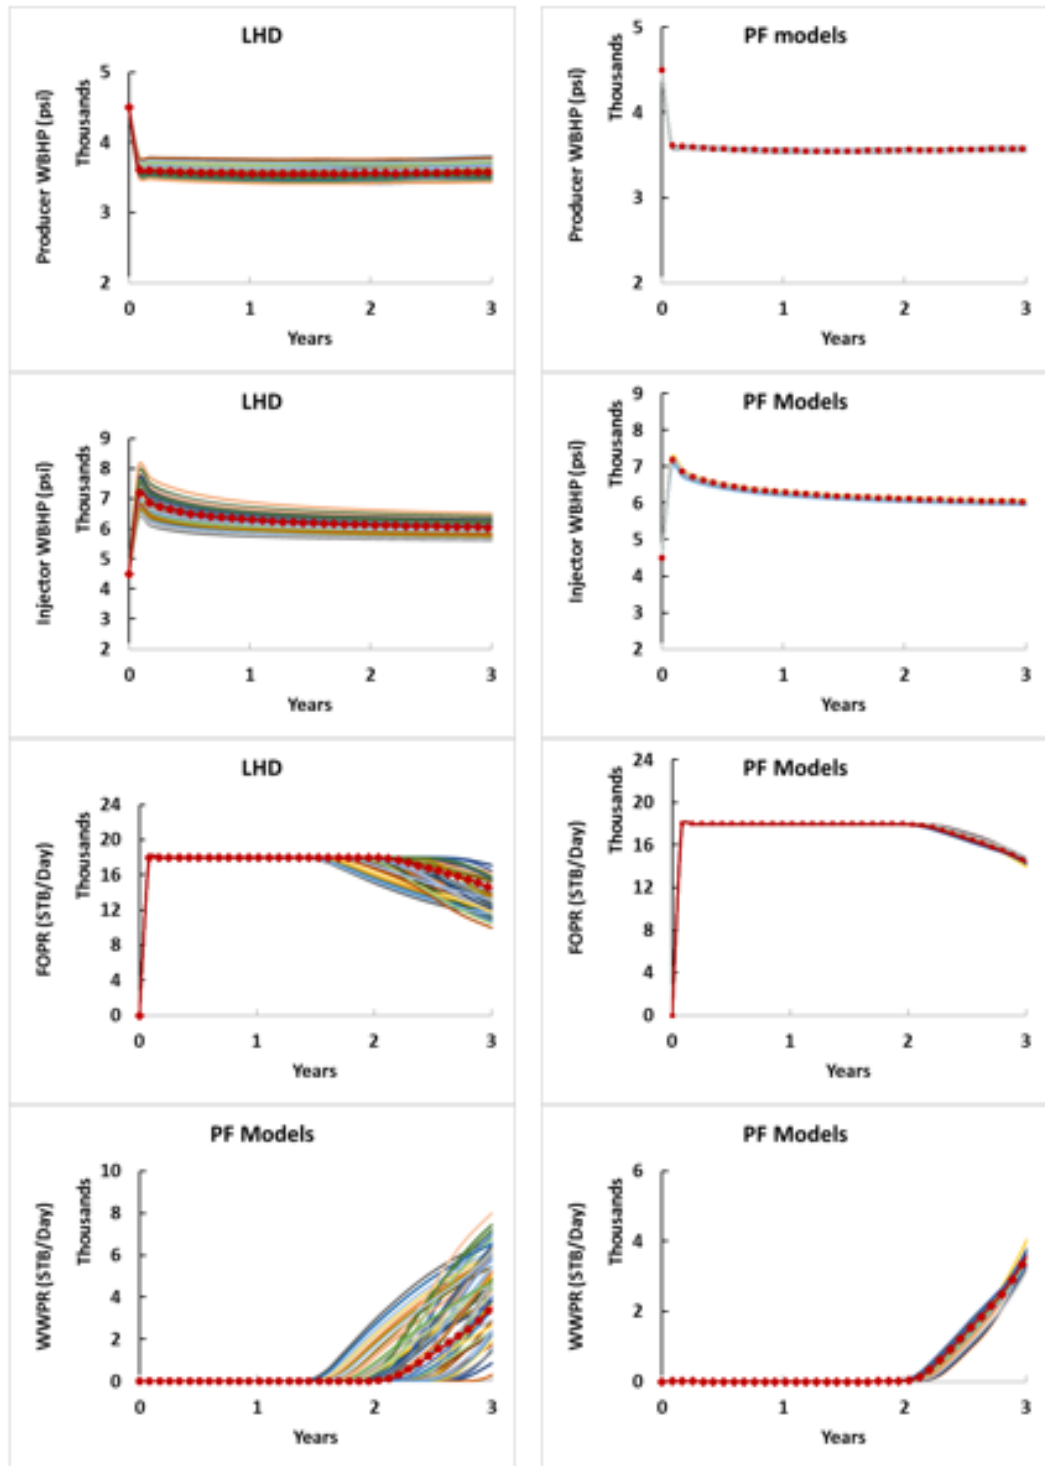 LHD
Producer WBHP (psi)
Thousands
5
4
3
2
0 1 2 3
Years
PF models
Producer WBHP (psi)
Thousands
5
4
3
2
0 1 2 3
Years
LHD
Injector WBHP (psi)
Thousands
9
8
7
6
5
4
3
2
0 1 2 3
Years
PF Models
Injector WBHP (psi)
Thousands
9
8
7
6
5
4
3
2
0 1 2 3
Years
LHD
FOPR (STB/Day)
Thousands
24
20
16
12
8
4
0
0 1 2 3
Years
PF Models
FOPR (STB/Day)
Thousands
24
20
16
12
8
4
0
0 1 2 3
Years
PF Models
WWPR (STB/Day)
Thousands
10
8
6
4
2
0
0 1 2 3
Years
PF Models
WWPR (STB/Day)
Thousands
6
4
2
0
0 1 2 3
Years